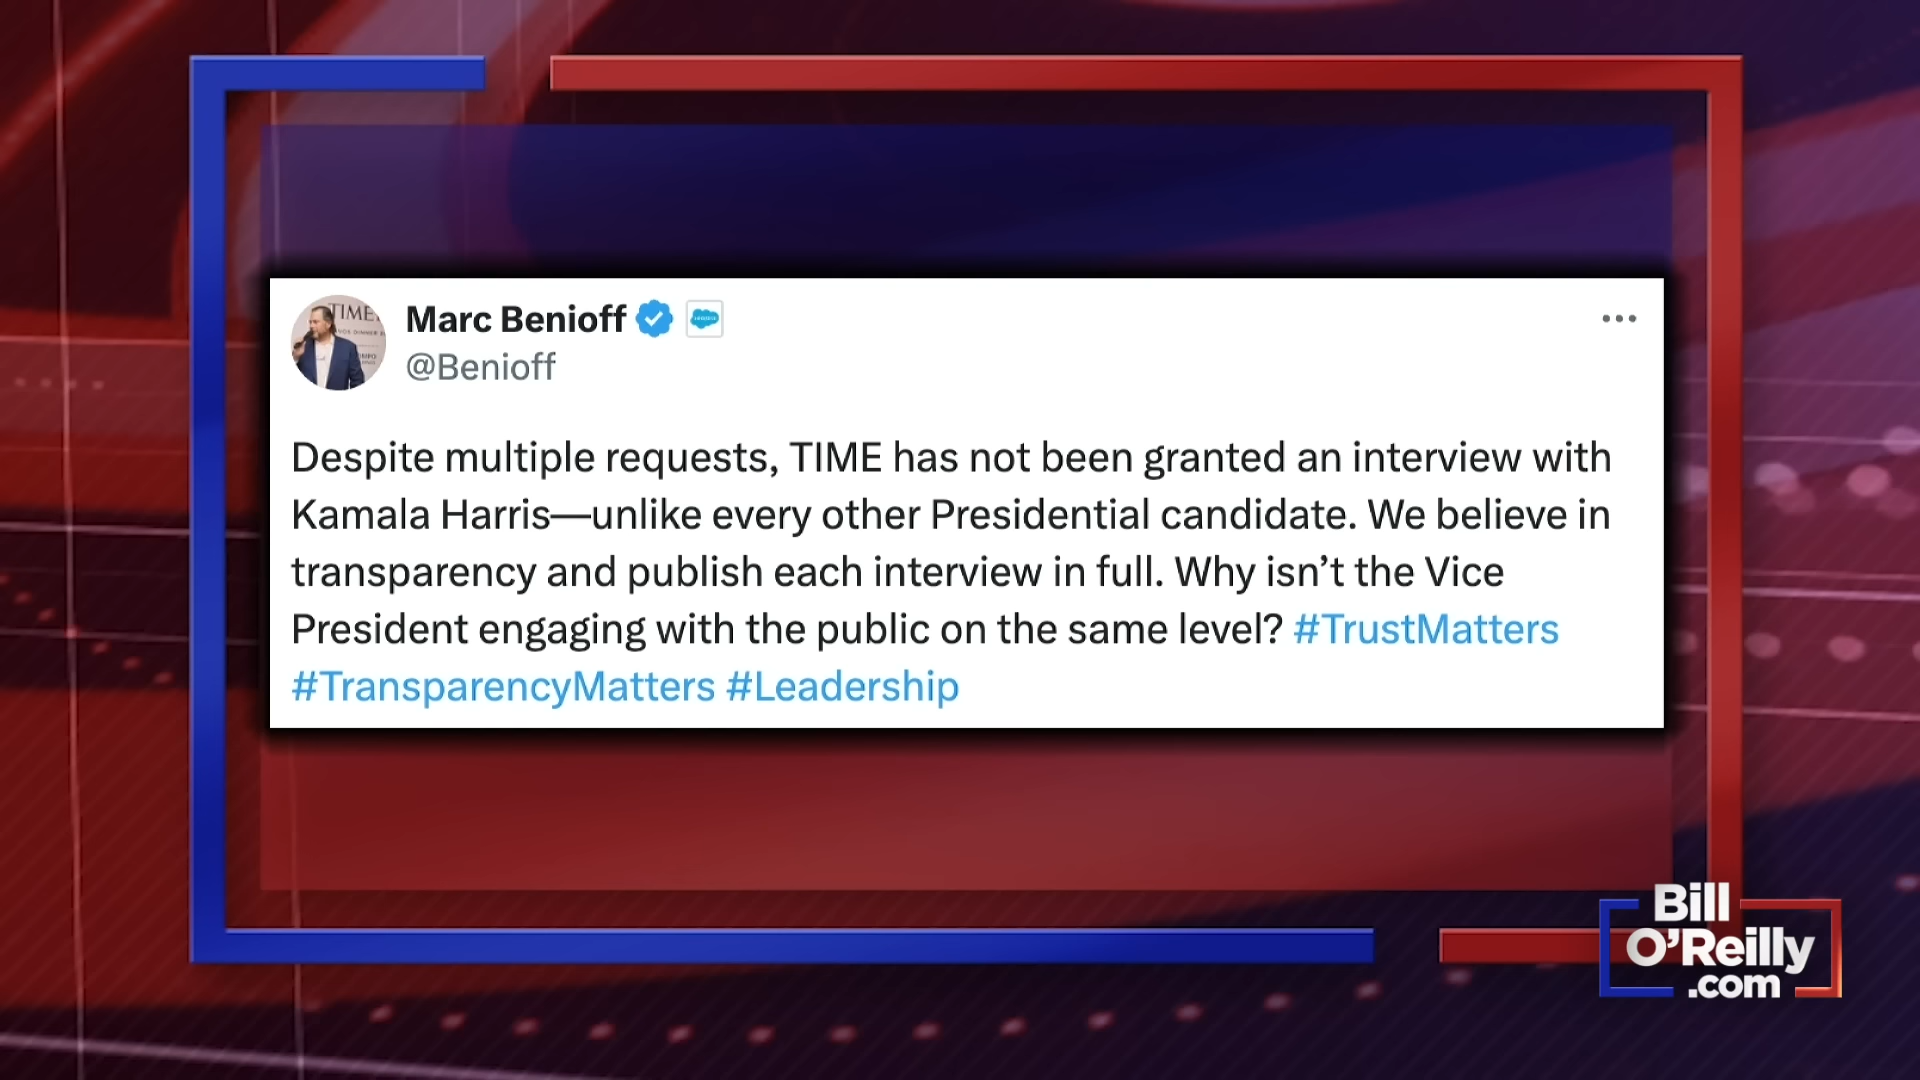 Marc Benioff
@Benioff
Despite multiple requests, TIME has not been granted an interview with
Kamala Harris—unlike every other Presidential candidate. We believe in
transparency and publish each interview in full. Why isn’t the Vice
President engaging with the public on the same level? #TrustMatters
#TransparencyMatters #Leadership
TIME
Bill
O’Reilly
.com